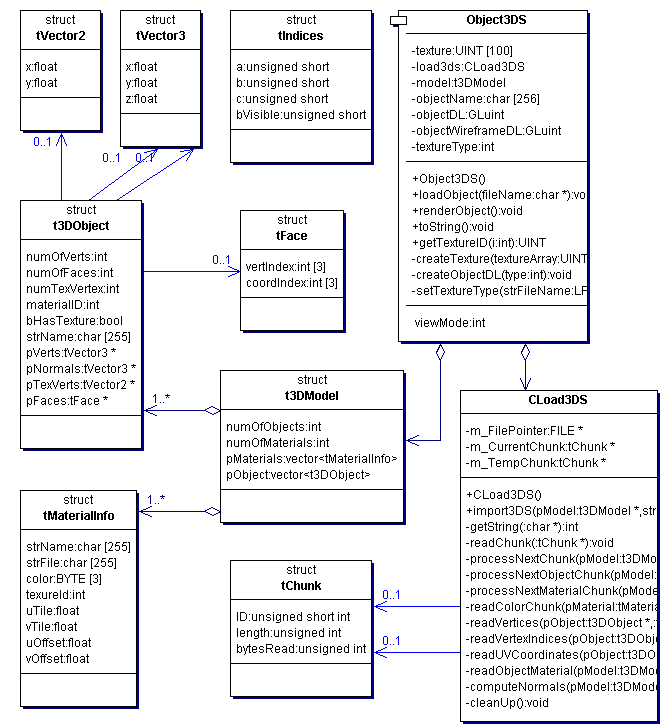 struct
tVector2
x:float
y:float
struct
tVector3
x:float
y:float
z:float
struct
tIndices
a:unsigned short
b:unsigned short
c:unsigned short
bVisible:unsigned short
Object3DS
-texture:UINT [100]
-load3ds:CLoad3DS
-model:t3DModel
-objectName:char [256]
-objectDL:GLuint
-objectWireframeDL:GLuint
-textureType:int
+Object3DS()
+loadObject(fileName:char *):vo
+renderObject():void
+toString():void
+getTextureID(i:int):UINT
-createTexture(textureArray:UINT
-createObjectDL(type:int):void
-setTextureType(strFileName:LF
viewMode:int
0..1
0..1
0..1
struct
t3DObject
numOfVerts:int
numOfFaces:int
numTexVertex:int
materialID:int
bHasTexture:bool
strName:char [255]
pVerts:tVector3 *
pNormals:tVector3 *
pTexVerts:tVector2 *
pFaces:tFace *
0..1
struct
tFace
vertIndex:int [3]
coordIndex:int [3]
1..*
struct
t3DModel
numOfObjects:int
numOfMaterials:int
pMaterials:vector<tMaterialInfo>
pObject:vector<t3DObject>
1..*
struct
tMaterialInfo
strName:char [255]
strFile:char [255]
color:BYTE [3]
texureId:int
uTile:float
vTile:float
uOffset:float
vOffset:float
struct
tChunk
ID:unsigned short int
length:unsigned int
bytesRead:unsigned int
0..1
0..1
CLoad3DS
-m_FilePointer:FILE *
-m_CurrentChunk:tChunk *
-m_TempChunk:tChunk *
+CLoad3DS()
+import3DS(pModel:t3DModel *,str
-getString(:char *):int
-readChunk(:tChunk *):void
-processNextChunk(pModel:t3DM
-processNextObjectChunk(pModel:
-processNextMaterialChunk(pMode
-readColorChunk(pMaterial:tMateri
-readVertices(pObject:t3DObject *,:
-readVertexIndices(pObject:t3DObje
-readUVCoordinates(pObject:t3DO
-readObjectMaterial(pModel:t3DMod
-computeNormals(pModel:t3DMode
-cleanUp():void